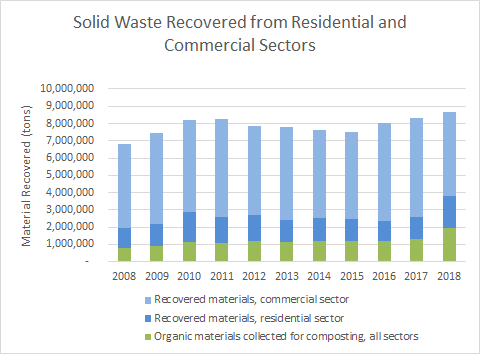 Solid Waste Recovered from Residential and
Commercial Sectors
Material Recovered (tons)
10,000,000
9,000,000
8,000,000
7,000,000
6,000,000
5,000,000
4,000,000
3,000,000
2,000,000
1,000,000
-
2008 2009 2010 2011 2012 2013 2014 2015 2016 2017 2018
Recovered materials, commercial sector
Recovered materials, residential sector
Organic materials collected for composting, all sectors